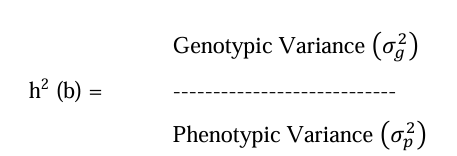 Genotypic Variance (σ²g)
h² (b) = ----------------------------
Phenotypic Variance (σ²p)